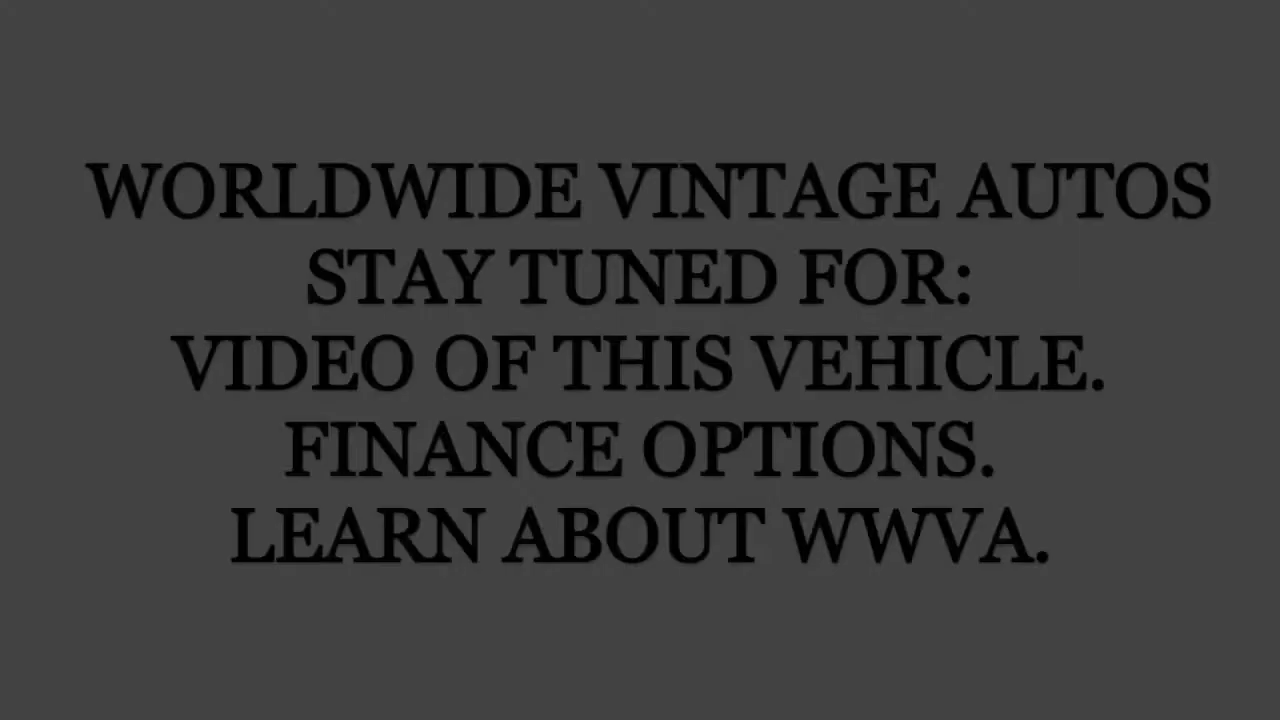 WORLDWIDE VINTAGE AUTOS
STAY TUNED FOR:
VIDEO OF THIS VEHICLE.
FINANCE OPTIONS.
LEARN ABOUT WWVA.